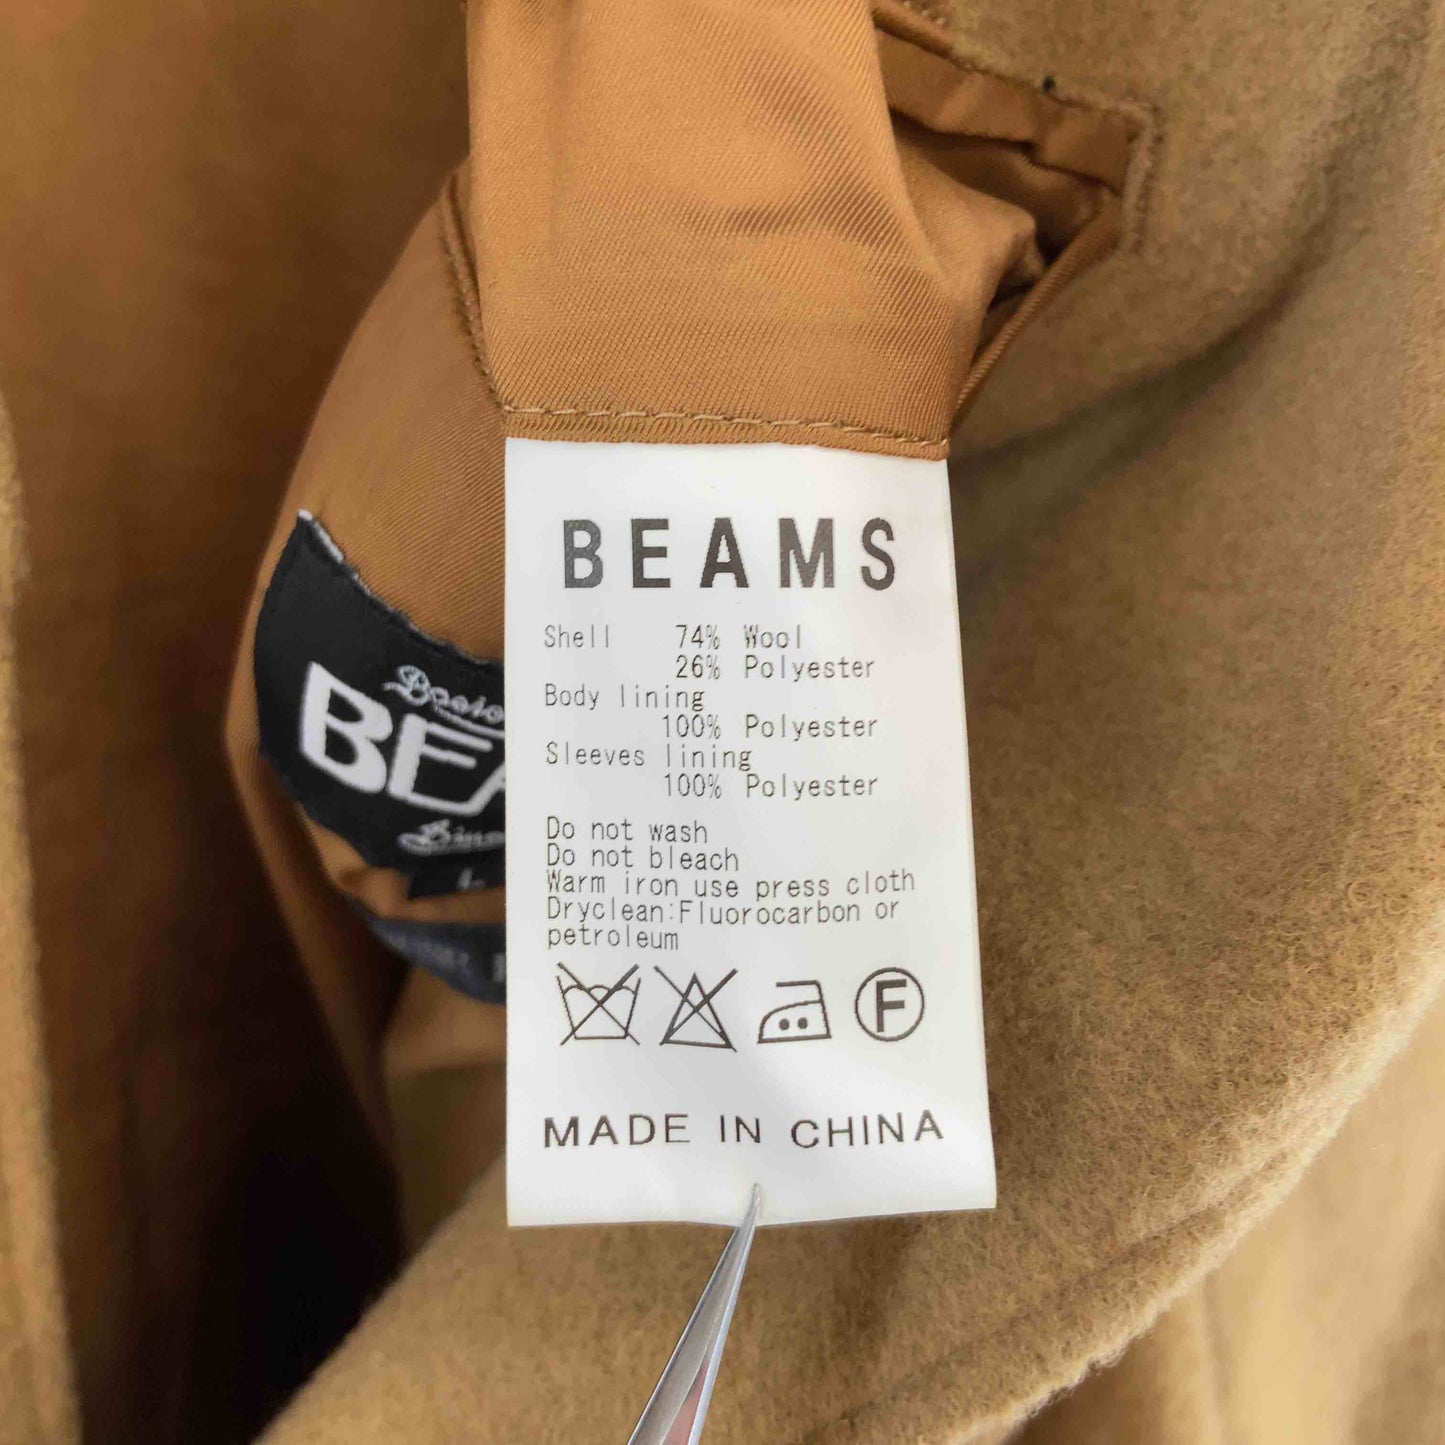 BEAMS
Shell 74% Wool
26% Polyester
Body lining
100% Polyester
Sleeves lining
100% Polyester
Do not wash
Do not bleach
Warm iron use press cloth
Dryclean:Fluorocarbon or
petroleum
F
MADE IN CHINA
BEA
L